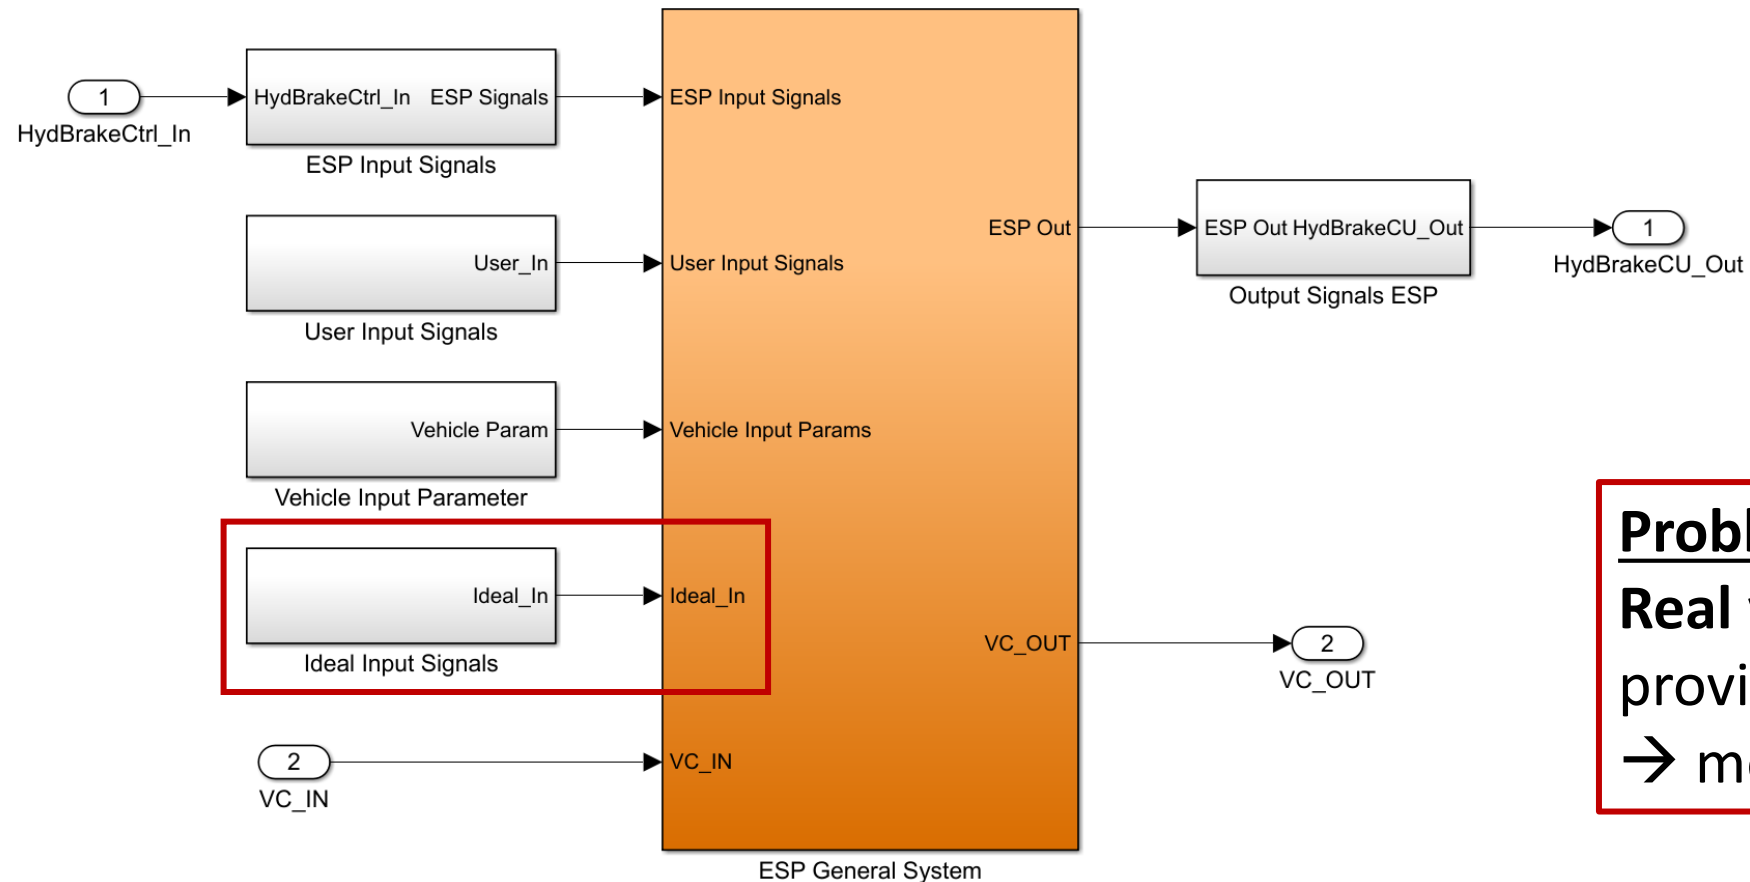 1
HydBrakeCtrl_In
HydBrakeCtrl_In ESP Signals
ESP Input Signals
User_In
User Input Signals
Vehicle Param
Vehicle Input Parameter
Ideal_In
Ideal Input Signals
2
VC_IN
ESP Input Signals
User Input Signals
Vehicle Input Params
Ideal_In
VC_IN
ESP Out
VC_OUT
ESP General System
ESP Out HydBrakeCU_Out
Output Signals ESP
1
HydBrakeCU_Out
2
VC_OUT
Real
→